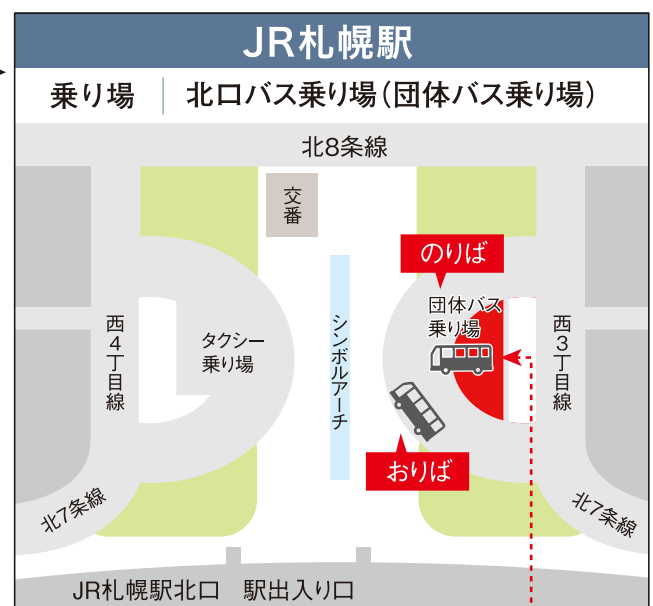 JR札幌駅
乗り場
北口バス乗り場(団体バス乗り場)
北8条線
交番
のりば
団体バス
乗り場
西4丁目線
タクシー
乗り場
シンボルアーチ
西3丁目線
おりば
北7条線
北7条線
JR札幌駅北口 駅出入り口